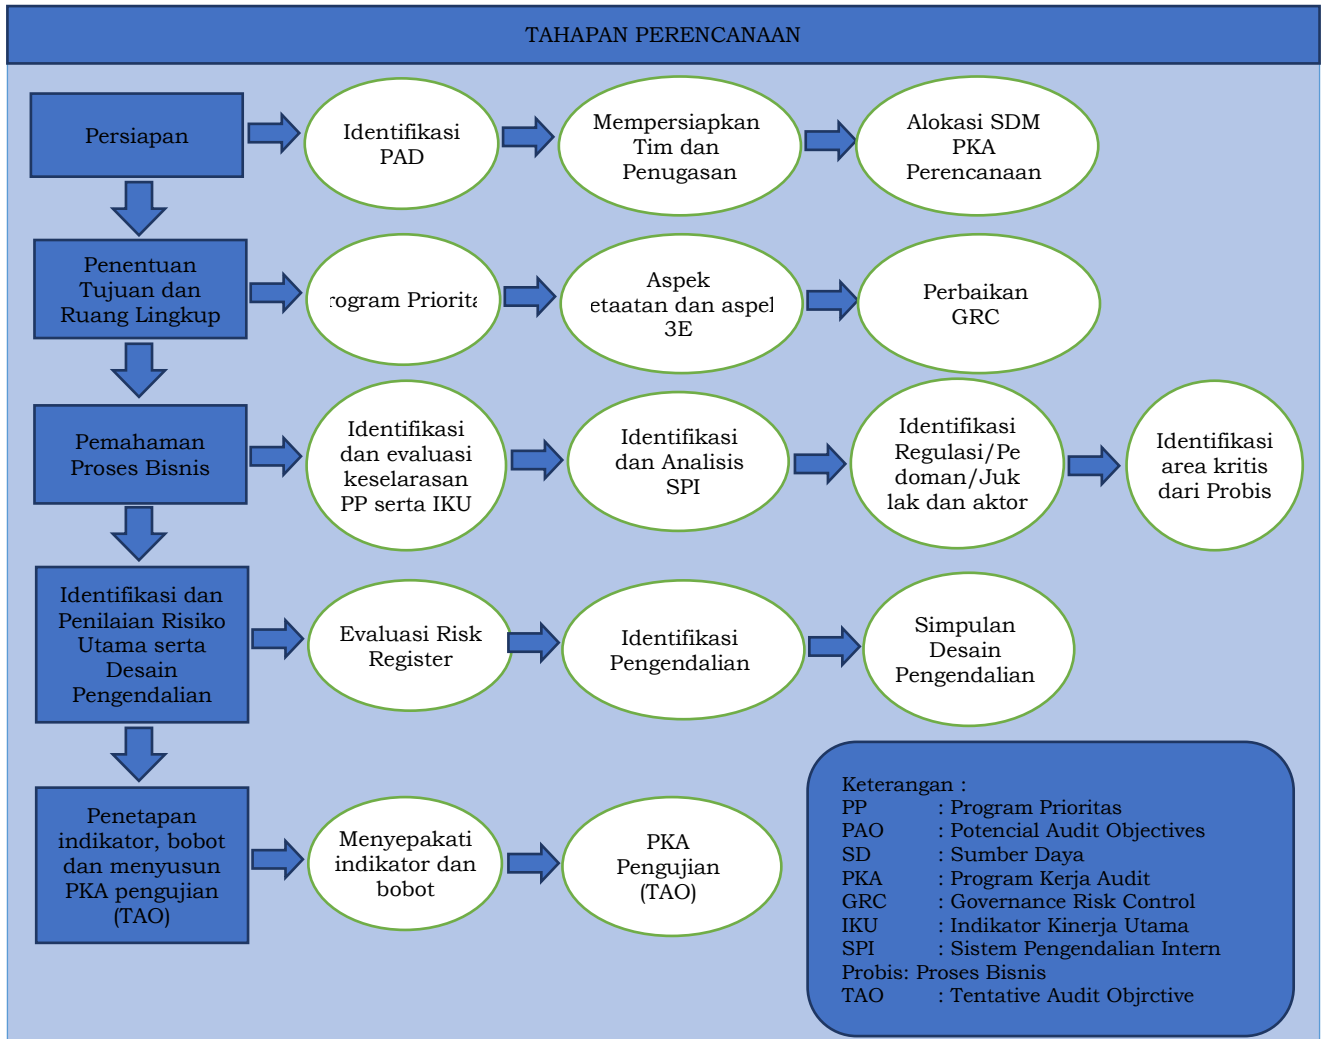 TAHAPAN PERENCANAAN
Persiapan
Identifikasi
PAD
Mempersiapkan
Tim dan
Penugasan
Alokasi SDM
PKA
Perencanaan
Penentuan
Tujuan dan
Ruang Lingkup
rogram Priorita
Aspek
etaatan dan aspe
3E
Perbaikan
GRC
Pemahaman
Proses Bisnis
Identifikasi
dan evaluasi
keselarasan
PP serta IKU
Identifikasi
dan Analisis
SPI
Identifikasi
Regulasi/Pe
doman/Juk
lak dan aktor
Identifikasi
area kritis
dari Probis
Identifikasi dan
Penilaian Risiko
Utama serta
Desain
Pengendalian
Evaluasi Risk
Register
Identifikasi
Pengendalian
Simpulan
Desain
Pengendalian
Penetapan
indikator, bobot
dan menyusun
PKA pengujian
(TAO)
Menyepakati
indikator dan
bobot
PKA
Pengujian
(TAO)
Keterangan :
PP : Program Prioritas
PAO : Potencial Audit Objectives
SD : Sumber Daya
PKA : Program Kerja Audit
GRC : Governance Risk Control
IKU : Indikator Kinerja Utama
SPI : Sistem Pengendalian Intern
Probis: Proses Bisnis
TAO : Tentative Audit Objrctive